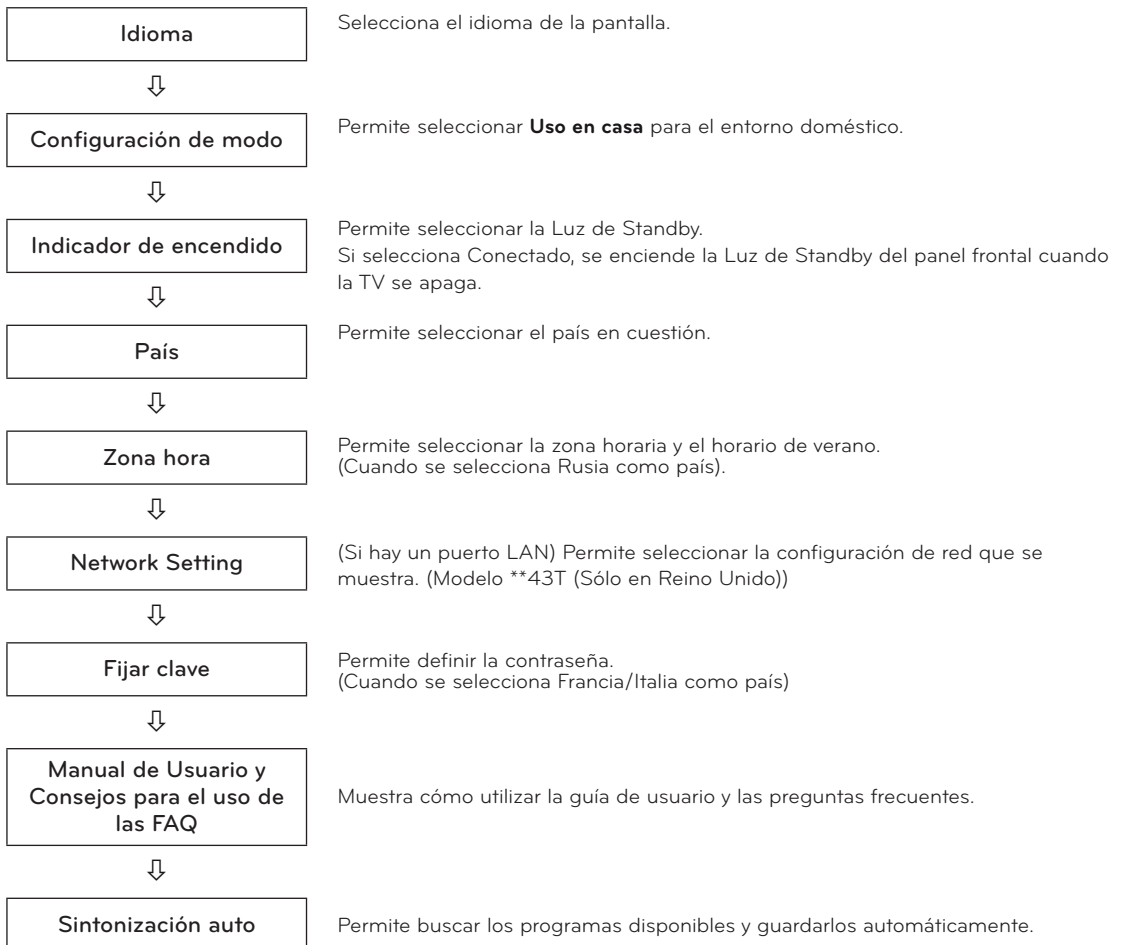 Idioma
Selecciona el idioma de la pantalla.
⇩
Configuración de modo
Permite seleccionar Uso en casa para el entorno doméstico.
⇩
Indicador de encendido
Permite seleccionar la Luz de Standby.
Si selecciona Conectado, se enciende la Luz de Standby del panel frontal cuando
la TV se apaga.
⇩
País
Permite seleccionar el país en cuestión.
⇩
Zona hora
Permite seleccionar la zona horaria y el horario de verano.
(Cuando se selecciona Rusia como país).
⇩
Network Setting
(Si hay un puerto LAN) Permite seleccionar la configuración de red que se
muestra. (Modelo **43T (Sólo en Reino Unido))
⇩
Fijar clave
Permite definir la contraseña.
(Cuando se selecciona Francia/Italia como país)
⇩
Manual de Usuario y
Consejos para el uso de
las FAQ
Muestra cómo utilizar la guía de usuario y las preguntas frecuentes.
⇩
Sintonización auto
Permite buscar los programas disponibles y guardarlos automáticamente.